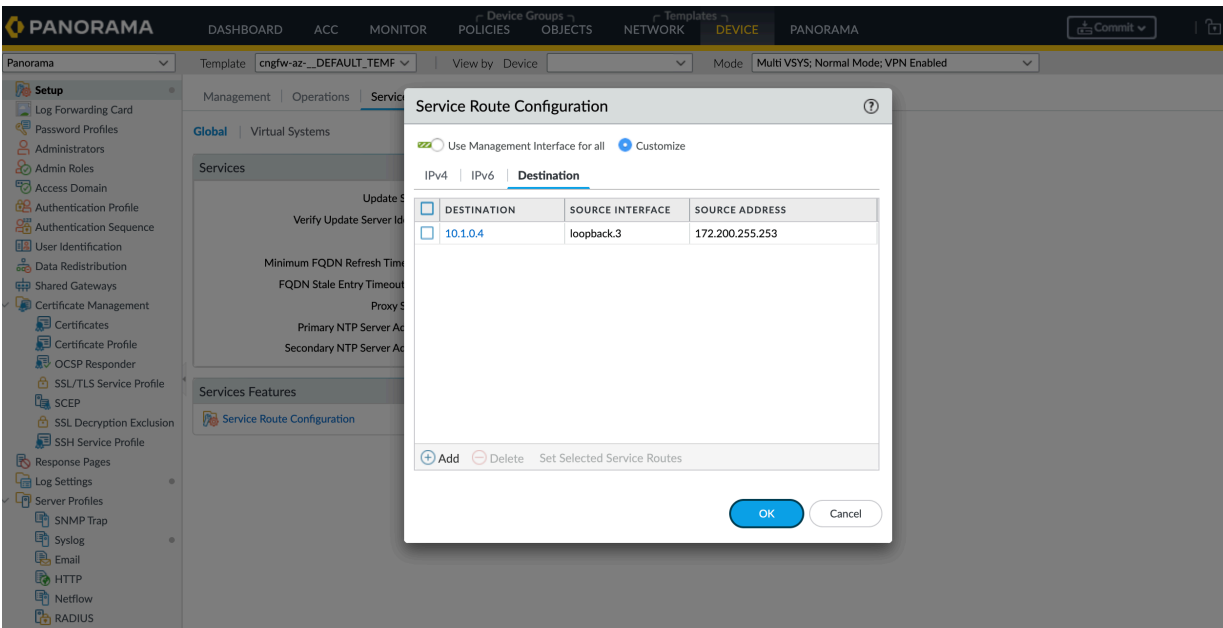 PANORAMA
DASHBOARD ACC MONITOR Device Groups POLICIES OBJECTS Templates NETWORK DEVICE PANORAMA Commit
Panorama Template cngfw-az-__DEFAULT_TEMF View by Device Mode Multi VSYS; Normal Mode; VPN Enabled
Setup
Log Forwarding Card
Password Profiles
Administrators
Admin Roles
Access Domain
Authentication Profile
Authentication Sequence
User Identification
Data Redistribution
Shared Gateways
Certificate Management
Certificates
Certificate Profile
OCSP Responder
SSL/TLS Service Profile
SCEP
SSL Decryption Exclusion
SSH Service Profile
Response Pages
Log Settings
Server Profiles
SNMP Trap
Syslog
Email
HTTP
Netflow
RADIUS
Management Operations Servic
Global Virtual Systems
Services
Update S
Verify Update Server Ide
Minimum FQDN Refresh Time
FQDN Stale Entry Timeout
Proxy S
Primary NTP Server Ad
Secondary NTP Server Ad
Services Features
Service Route Configuration
Service Route Configuration
Use Management Interface for all Customize
IPv4 IPv6 Destination
DESTINATION SOURCE INTERFACE SOURCE ADDRESS
10.1.0.4 loopback.3 172.200.255.253
Add Delete Set Selected Service Routes
OK Cancel